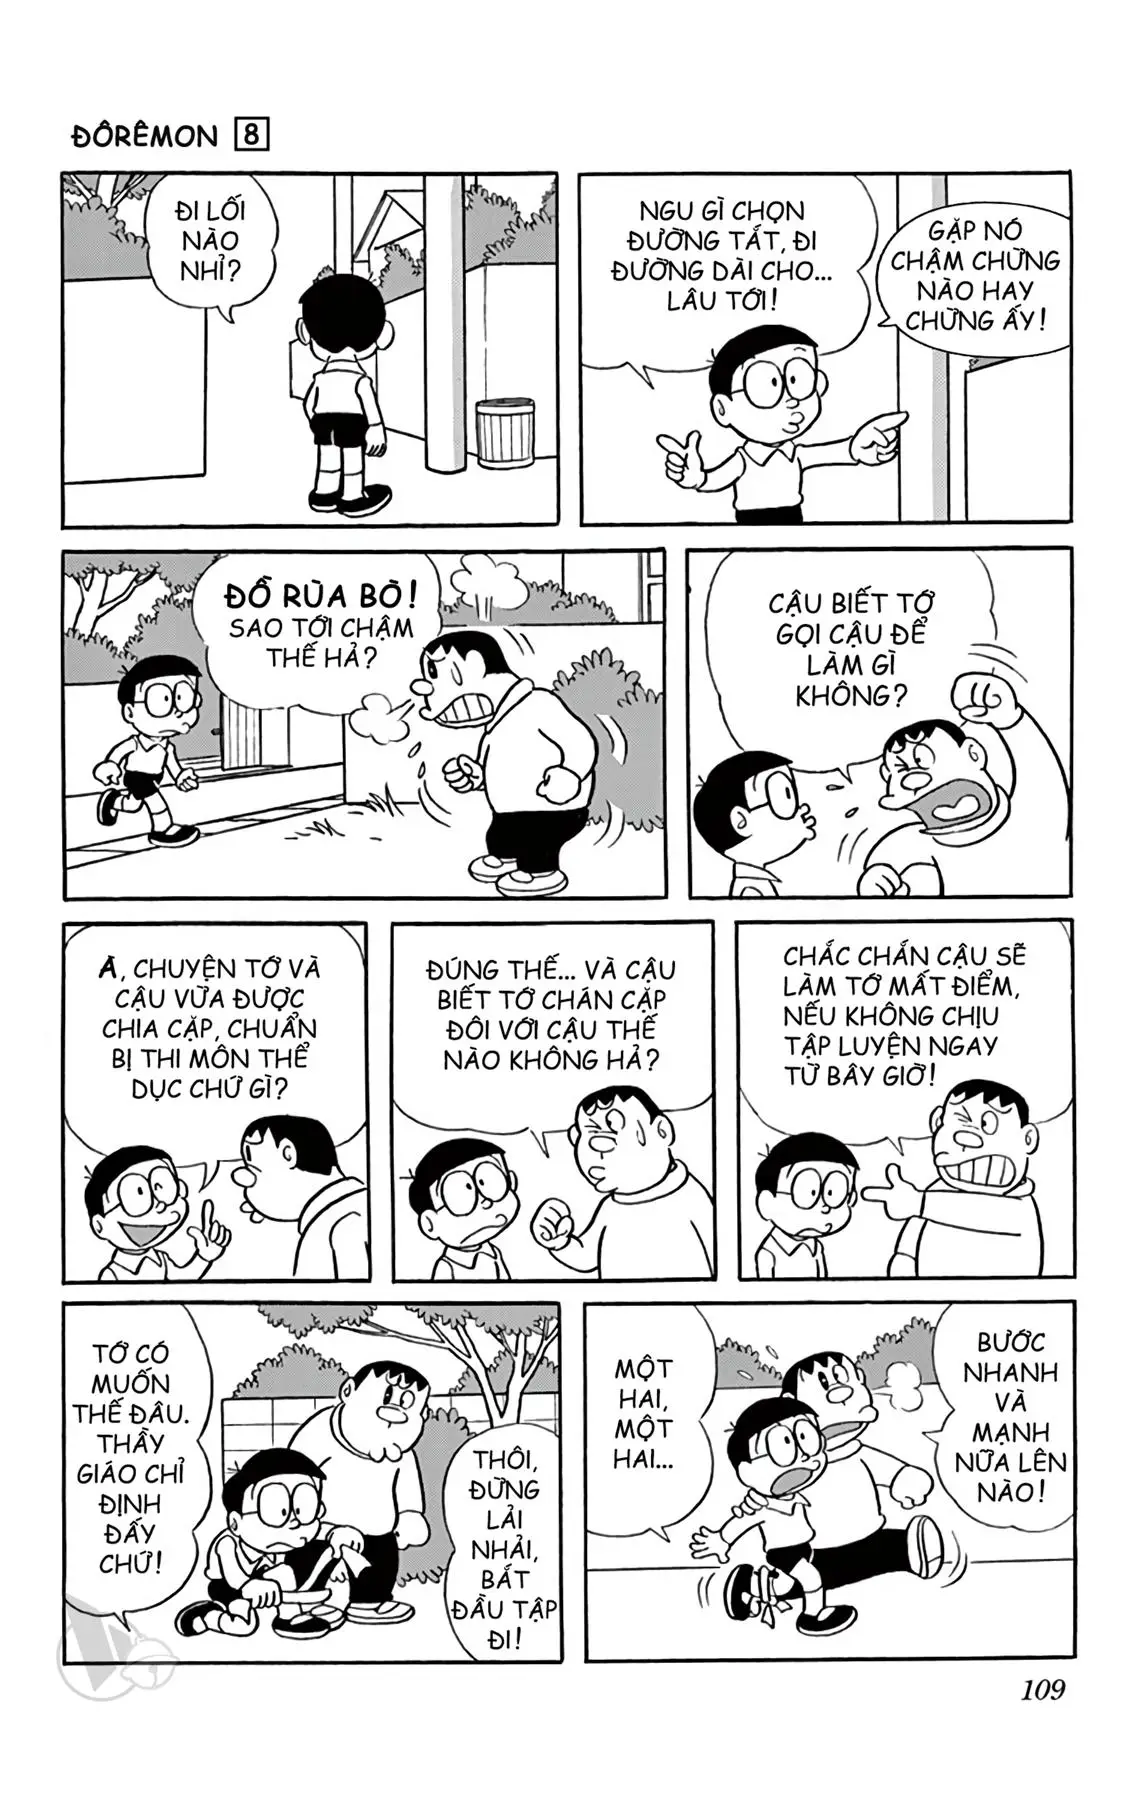 ĐÔRÊMON 8
ĐI LỐI
NÀO
NHỈ?
NGU GÌ CHỌN
ĐƯỜNG TẮT, ĐI
ĐƯỜNG DÀI CHO...
LÂU TỚI!
GẶP NÓ
CHẬM CHỪNG
NÀO HAY
CHỪNG ẤY!
ĐỒ RÙA BÒ!
SAO TỚI CHẬM
THẾ HẢ?
CẬU BIẾT TỚ
GỌI CẬU ĐỂ
LÀM GÌ
KHÔNG?
À, CHUYỆN TỚ VÀ
CẬU VỪA ĐƯỢC
CHIA CẶP, CHUẨN
BỊ THI MÔN THỂ
DỤC CHỨ GÌ?
ĐÚNG THẾ... VÀ CẬU
BIẾT TỚ CHÁN CẶP
ĐÔI VỚI CẬU THẾ
NÀO KHÔNG HẢ?
CHẮC CHẮN CẬU SẼ
LÀM TỚ MẤT ĐIỂM,
NẾU KHÔNG CHỊU
TẬP LUYỆN NGAY
TỪ BÂY GIỜ!
TỚ CÓ
MUỐN
THẾ ĐÂU.
THẦY
GIÁO CHỈ
ĐỊNH
ĐẤY
CHỨ!
THÔI,
ĐỪNG
LẢI
NHẢI,
BẮT
ĐẦU TẬP
ĐI!
MỘT
HAI,
MỘT
HAI...
BƯỚC
NHANH
VÀ
MẠNH
NỮA LÊN
NÀO!
109